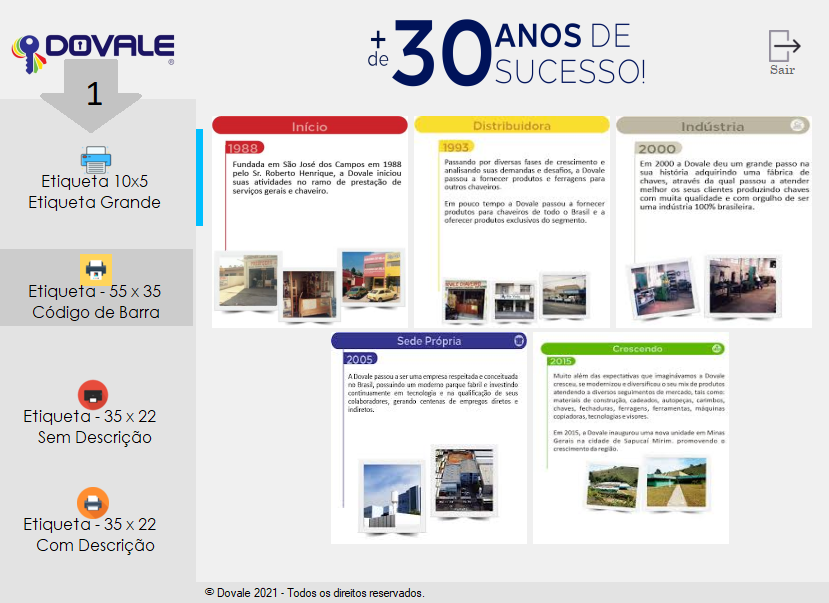 DOVALE
®
+ de 30 ANOS DE SUCESSO!
Sair
1
Etiqueta 10x5
Etiqueta Grande
Etiqueta - 55 x 35
Código de Barra
Etiqueta - 35 x 22
Sem Descrição
Etiqueta - 35 x 22
Com Descrição
Início
1988
Fundada em São José dos Campos em 1988
pelo Sr. Roberto Henrique, a Dovale iniciou
suas atividades no ramo de prestação de
serviços gerais e chaveiro.
Distribuidora
1993
Passando por diversas fases de crescimento e
analisando suas demandas e desafios, a Dovale
passou a fornecer produtos e ferragens para
outros chaveiros.
Em pouco tempo a Dovale passou a fornecer
produtos para chaveiros de todo o Brasil e a
oferecer produtos exclusivos do segmento.
Indústria
2000
Em 2000 a Dovale deu um grande passo na
sua história adquirindo uma fábrica de
chaves, através da qual passou a atender
melhor os seus clientes produzindo chaves
com muita qualidade e com orgulho de ser
uma indústria 100% brasileira.
Sede Própria
2005
A Dovale passou a ser uma empresa respeitada e conceituada
no Brasil, possuindo um moderno parque fabril e investindo
continuamente em tecnologia e na qualificação de seus
colaboradores, gerando centenas de empregos diretos e
indiretos.
Crescendo
2015
Muito além das expectativas que imaginávamos a Dovale
cresceu, se modernizou e diversificou o seu mix de produtos
atendendo a diversos seguimentos de mercado, tais como:
materiais de construção, cadeados, autopeças, carimbos,
chaves, fechaduras, ferragens, ferramentas, máquinas
copiadoras, tecnologias e visores.
Em 2015, a Dovale inaugurou uma nova unidade em Minas
Gerais na cidade de Sapucaí Mirim, promovendo o
crescimento da região.
© Dovale 2021 - Todos os direitos reservados.